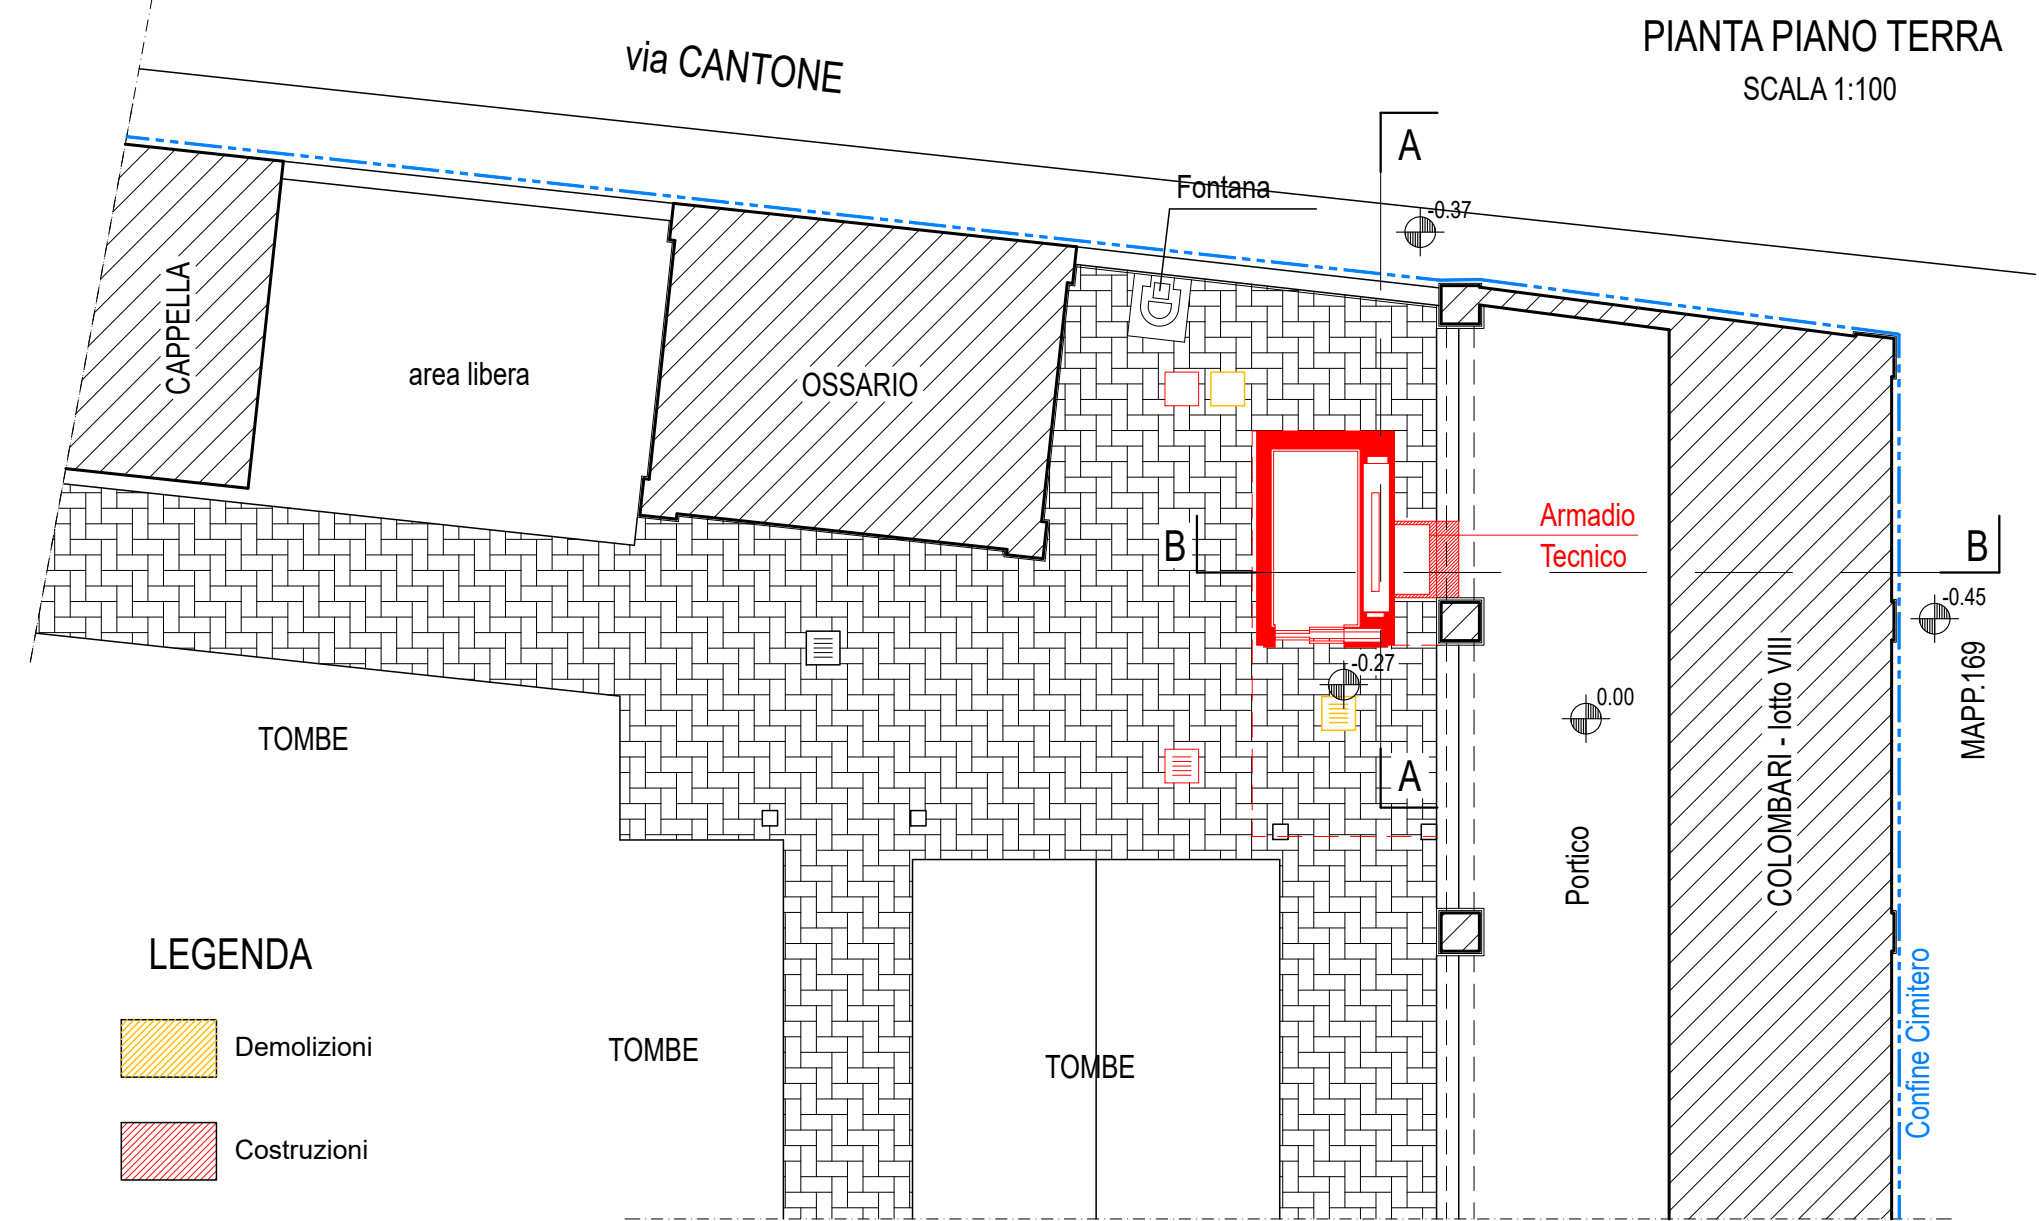 PIANTA PIANO TERRA
SCALA 1:100
via CANTONE
A
Fontana
-0.37
CAPPELLA
area libera
OSSARIO
Armadio
Tecnico
B
B
-0.45
-0.27
0.00
MAPP.169
TOMBE
A
COLOMBARI - lotto VIII
Portico
LEGENDA
Demolizioni
TOMBE
TOMBE
Confine Cimitero
Costruzioni